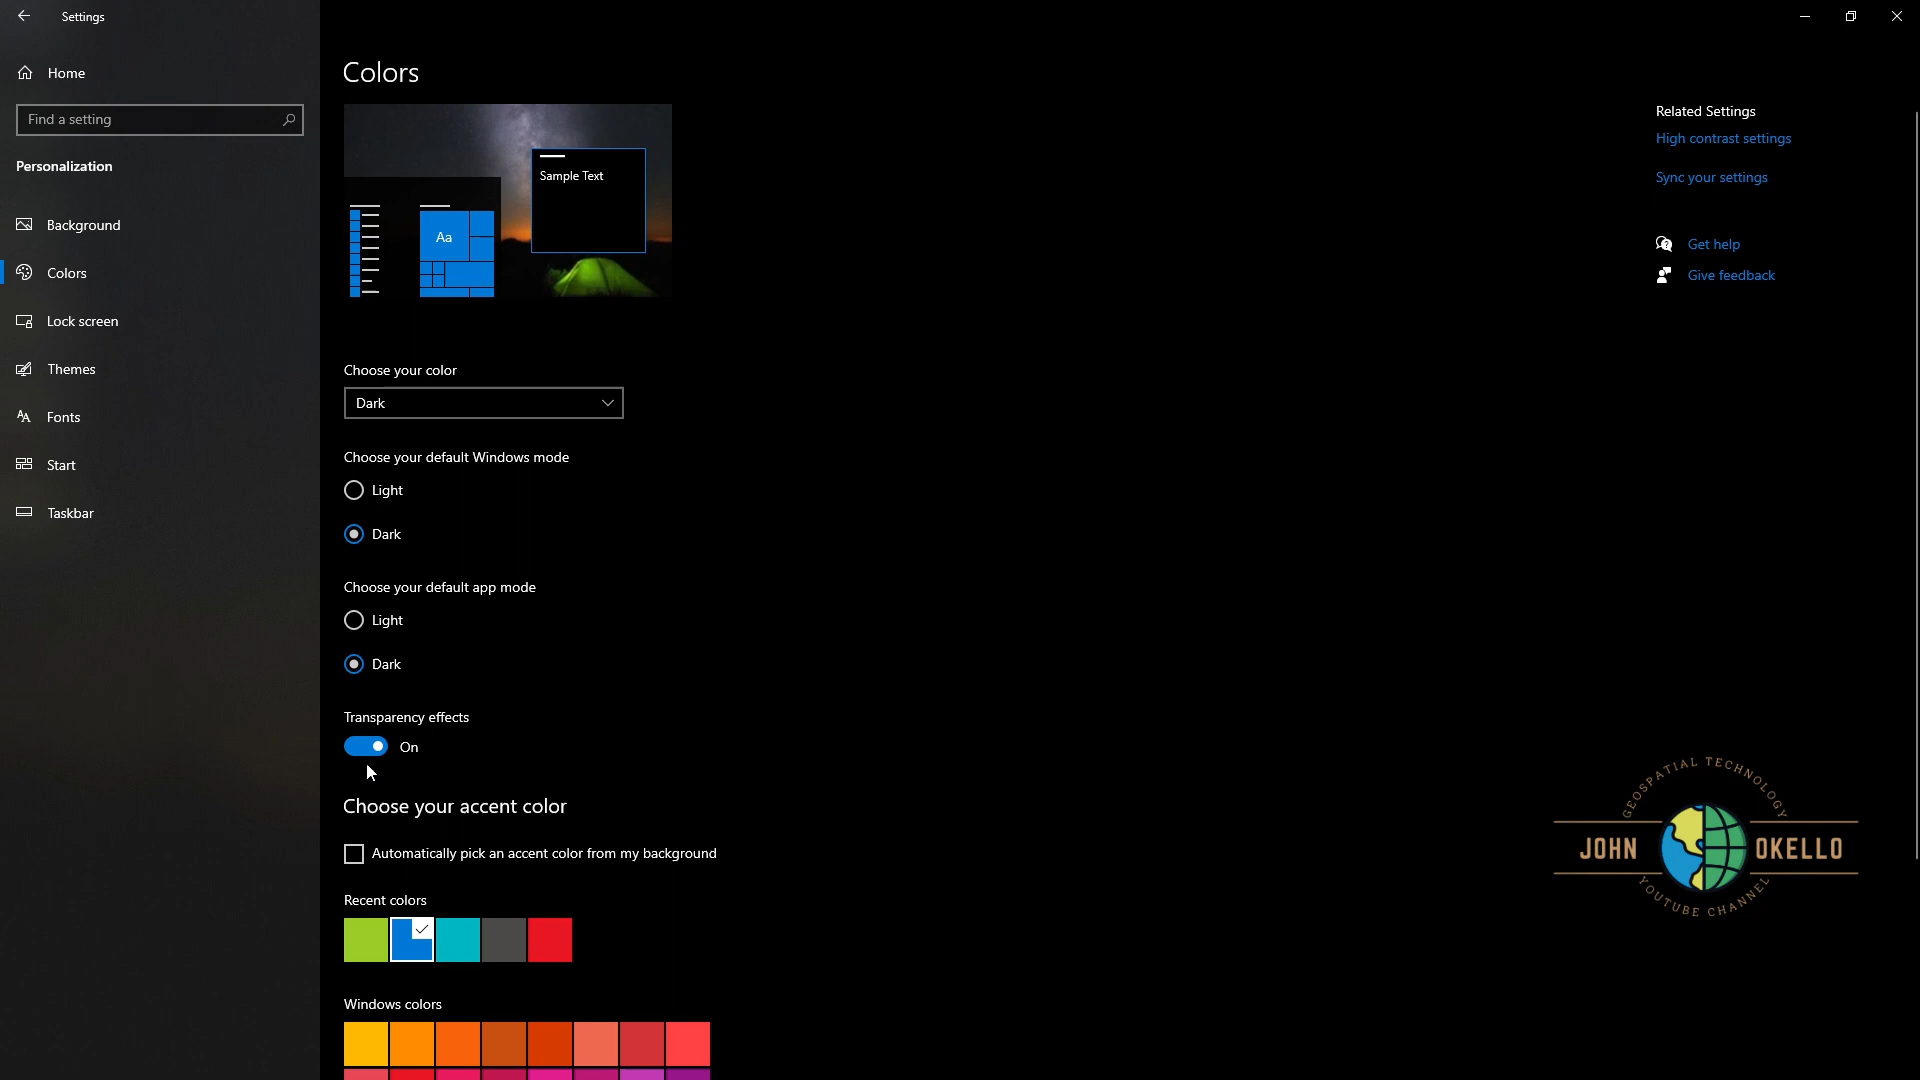 Settings
Home
Find a setting
Personalization
Background
Colors
Lock screen
Themes
Fonts
Start
Taskbar
Colors
Sample Text
Aa
Choose your color
Dark
Choose your default Windows mode
Light
Dark
Choose your default app mode
Light
Dark
Transparency effects
On
Choose your accent color
Automatically pick an accent color from my background
Recent colors
Windows colors
Related Settings
High contrast settings
Sync your settings
Get help
Give feedback
GEOSPATIAL TECHNOLOGY
JOHN OKELLO
YOUTUBE CHANNEL